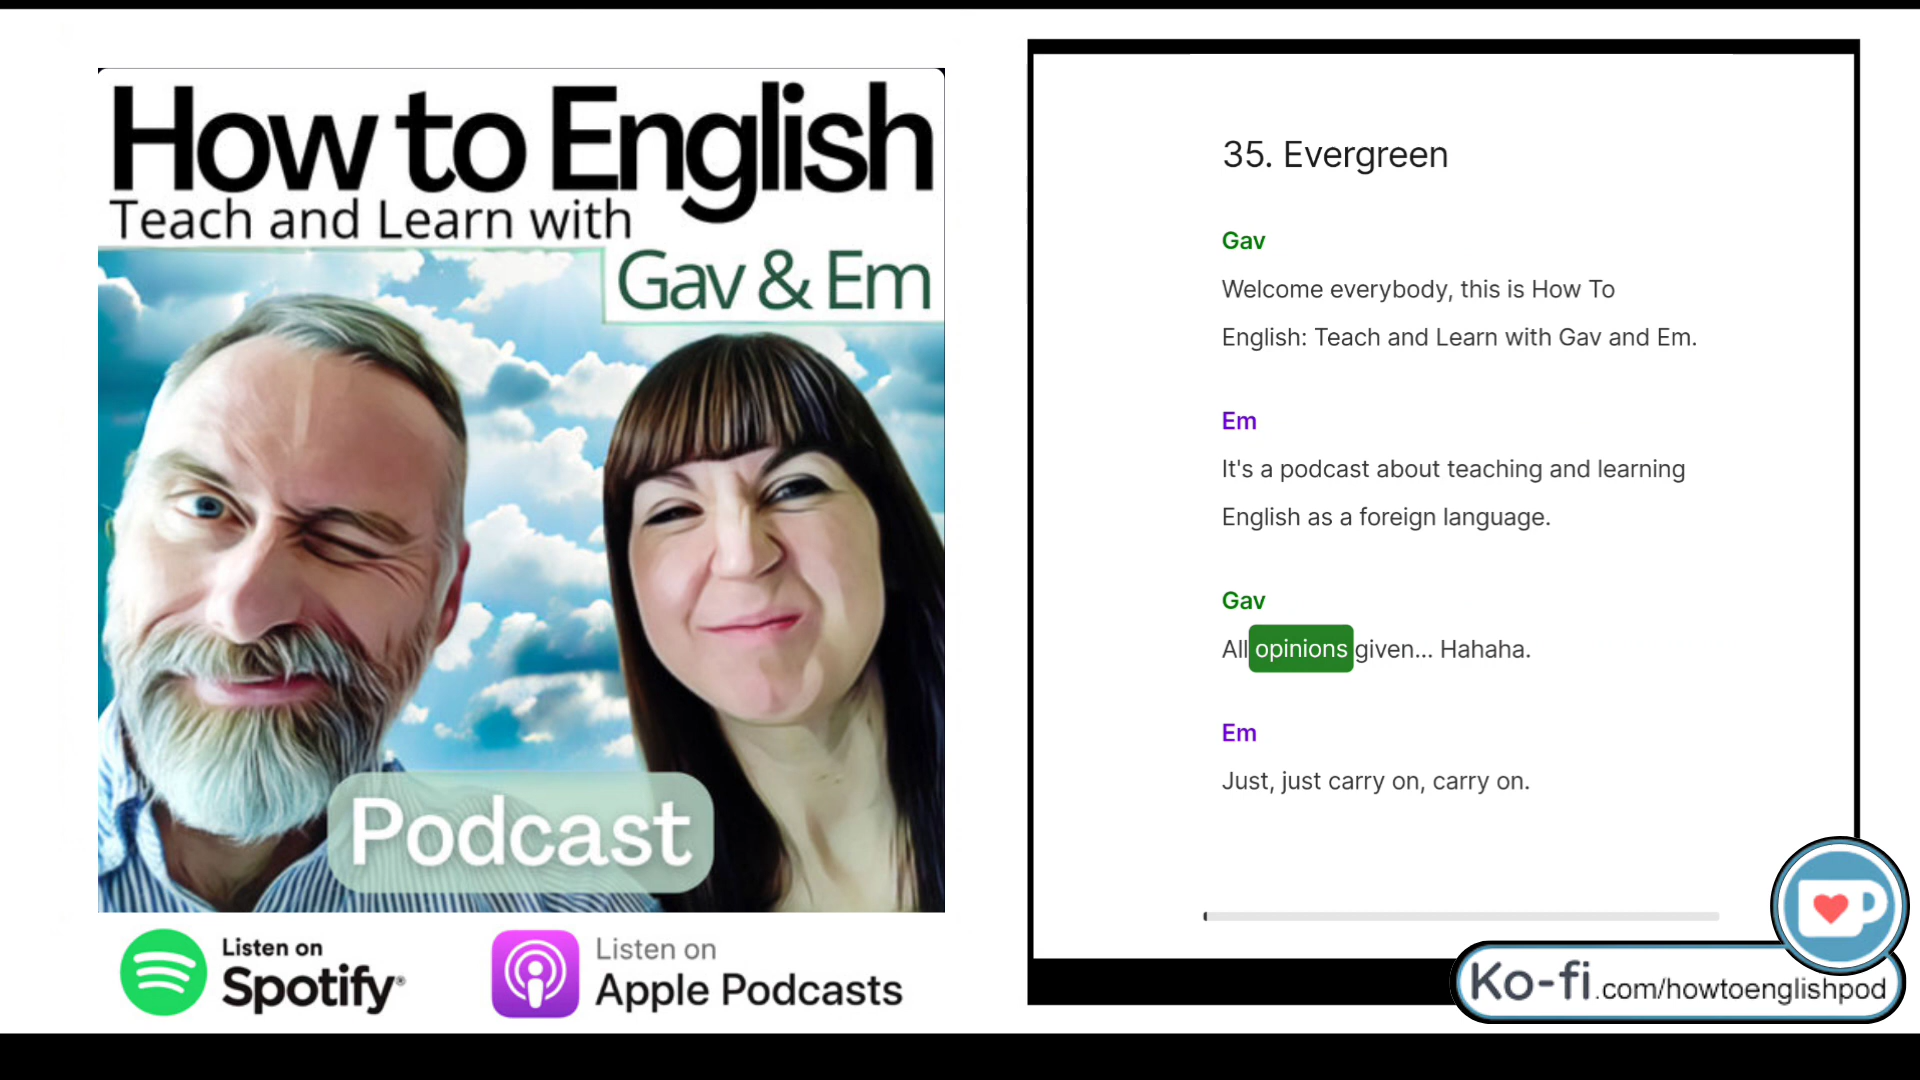 How to English
Teach and Learn with
Gav & Em
Podcast
Listen on
Spotify®
Listen on
Apple Podcasts
35. Evergreen
Gav
Welcome everybody, this is How To
English: Teach and Learn with Gav and Em.
Em
It's a podcast about teaching and learning
English as a foreign language.
Gav
All opinions given... Hahaha.
Em
Just, just carry on, carry on.
Ko-fi.com/howtoenglishpod